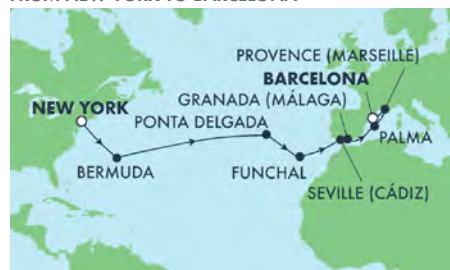 PROVENCE (MARSEILLE)
BARCELONA
GRANADA (MÁLAGA)
NEW YORK
PONTA DELGADA
PALMA
BERMUDA
FUNCHAL
SEVILLE (CÁDIZ)